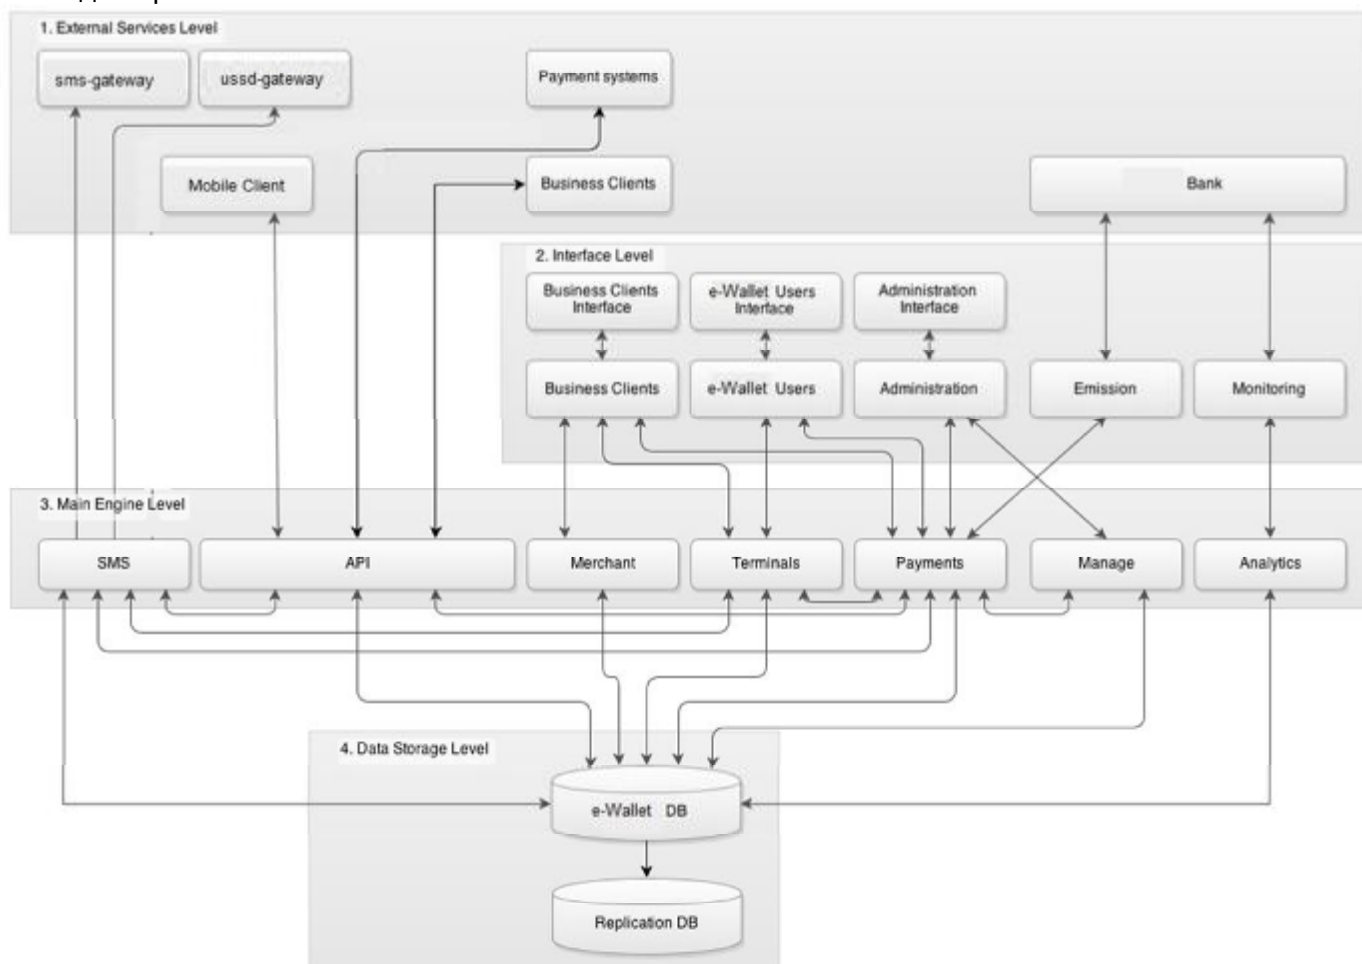 1. External Services Level
sms-gateway
ussd-gateway
Payment systems
Mobile Client
Business Clients
Bank
2. Interface Level
Business Clients
Interface
e-Wallet Users
Interface
Administration
Interface
Business Clients
e-Wallet Users
Administration
Emission
Monitoring
3. Main Engine Level
SMS
API
Merchant
Terminals
Payments
Manage
Analytics
4. Data Storage Level
e-Wallet DB
Replication DB